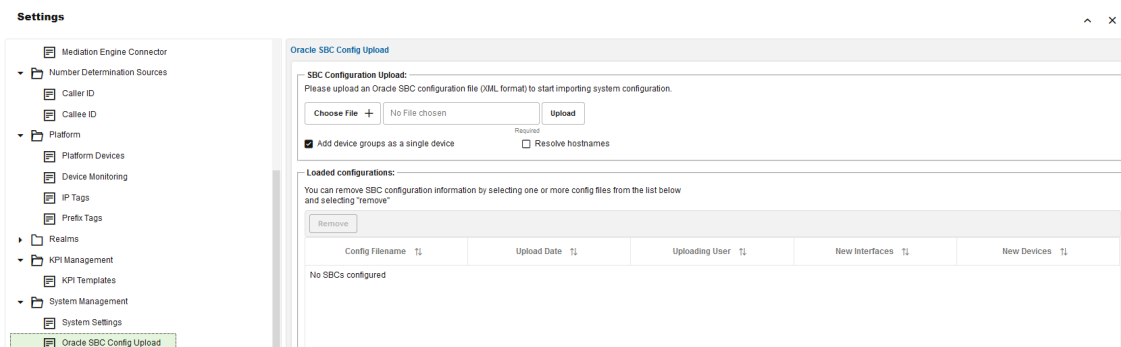 Settings
Mediation Engine Connector
Number Determination Sources
Caller ID
Callee ID
Platform
Platform Devices
Device Monitoring
IP Tags
Prefix Tags
Realms
KPI Management
KPI Templates
System Management
System Settings
Oracle SBC Config Upload
Oracle SBC Config Upload
SBC Configuration Upload:
Please upload an Oracle SBC configuration file (XML format) to start importing system configuration.
Choose File + No File chosen Upload
Required
Add device groups as a single device Resolve hostnames
Loaded configurations:
You can remove SBC configuration information by selecting one or more config files from the list below
and selecting "remove"
Remove
Config Filename Upload Date Uploading User New Interfaces New Devices
No SBCs configured